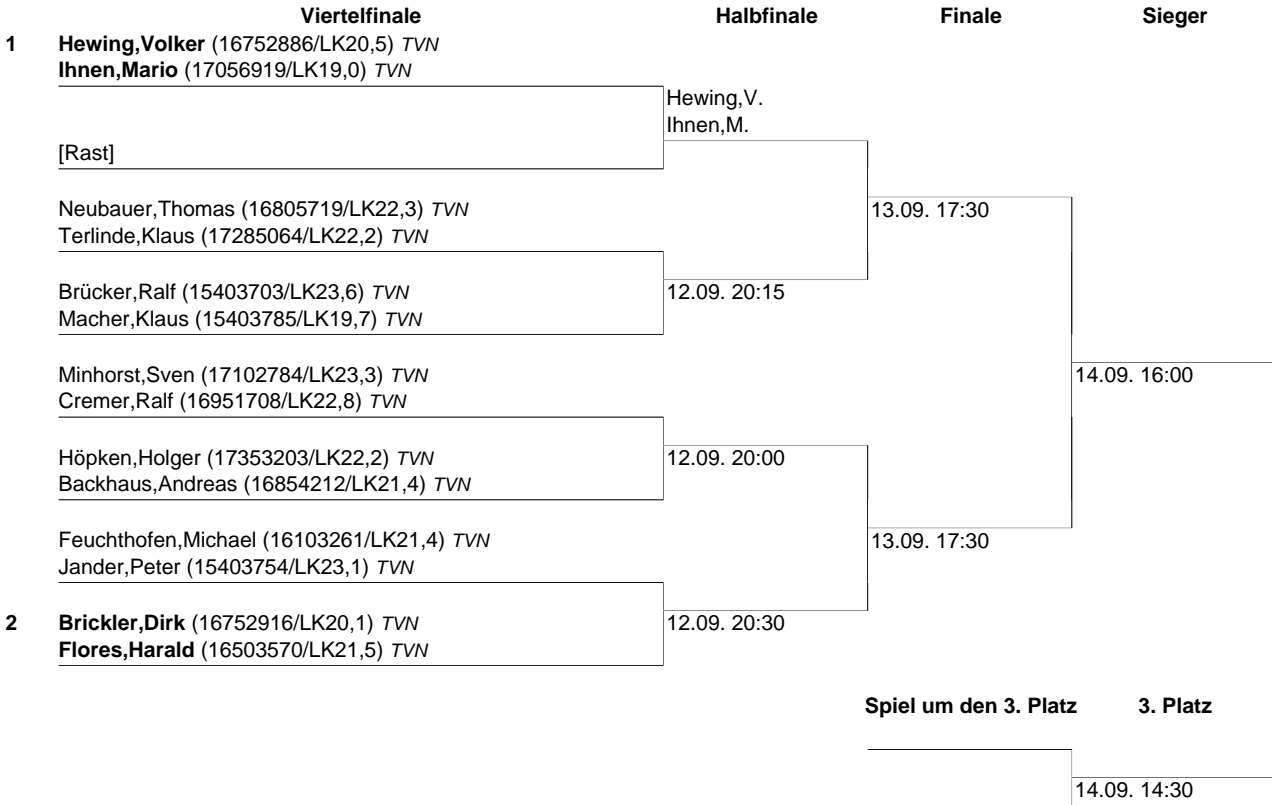 Viertelfinale Halbfinale Finale Sieger
1 Hewing,Volker (16752886/LK20,5) TVN
Ihnen,Mario (17056919/LK19,0) TVN
Hewing,V.
Ihnen,M.
[Rast]
Neubauer,Thomas (16805719/LK22,3) TVN 13.09. 17:30
Terlinde,Klaus (17285064/LK22,2) TVN
Brücker,Ralf (15403703/LK23,6) TVN 12.09. 20:15
Macher,Klaus (15403785/LK19,7) TVN
Minhorst,Sven (17102784/LK23,3) TVN 14.09. 16:00
Cremer,Ralf (16951708/LK22,8) TVN
Höpken,Holger (17353203/LK22,2) TVN 12.09. 20:00
Backhaus,Andreas (16854212/LK21,4) TVN
Feuchthofen,Michael (16103261/LK21,4) TVN 13.09. 17:30
Jander,Peter (15403754/LK23,1) TVN
2 Brickler,Dirk (16752916/LK20,1) TVN 12.09. 20:30
Flores,Harald (16503570/LK21,5) TVN
Spiel um den 3. Platz 3. Platz
14.09. 14:30